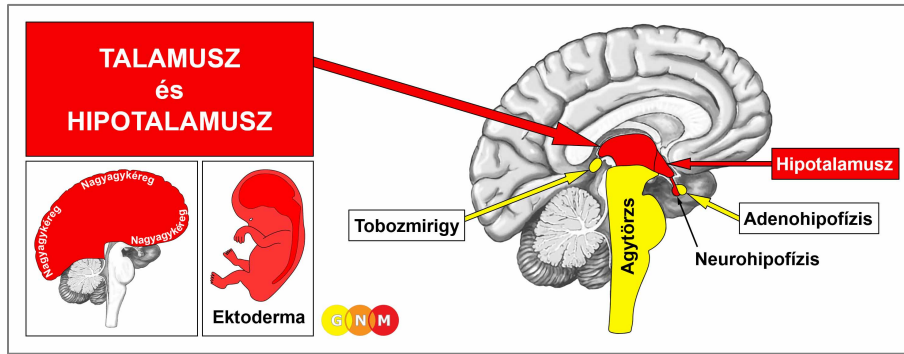 TALAMUSZ
és
HIPOTALAMUSZ
Nagyagykéreg
Nagyagykéreg
Nagyagykéreg
Ektoderma
G N M
Tobozmirigy
Agytörzs
Hipotalamusz
Adenohipofízis
Neurohipofízis